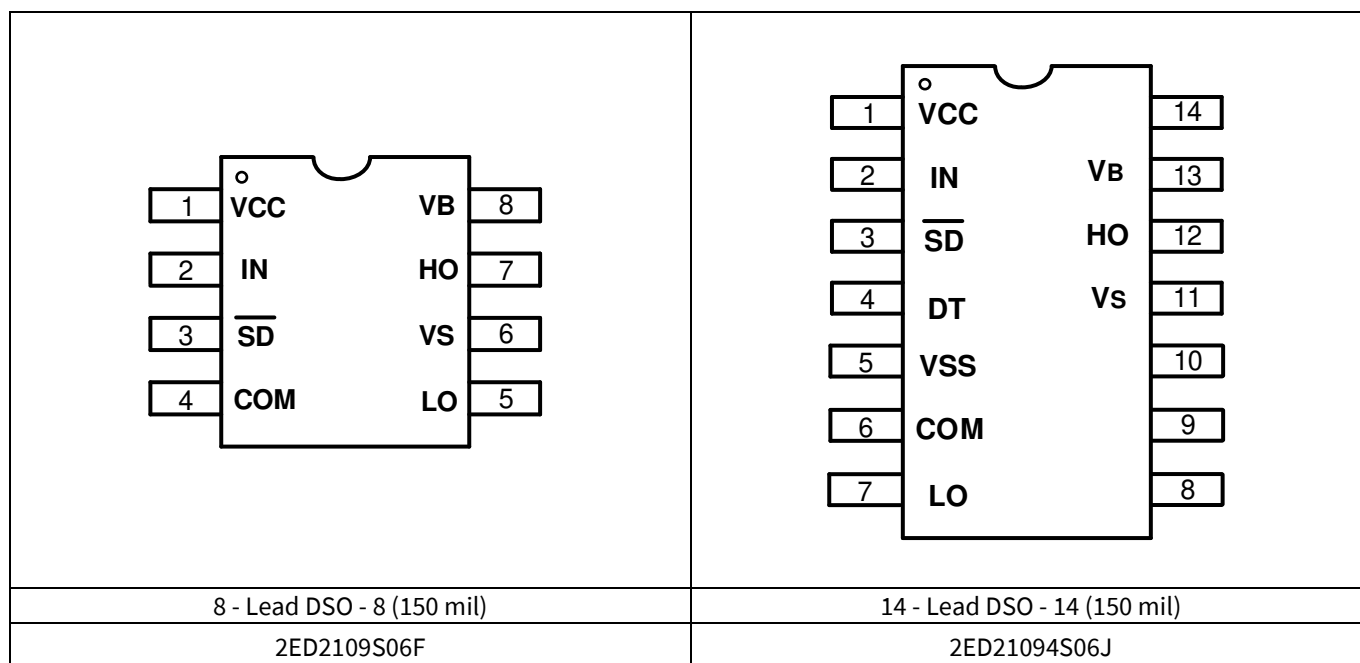 1 VCC VB 8
2 IN HO 7
3 SD VS 6
4 COM LO 5
1 VCC 14
2 IN VB 13
3 SD HO 12
4 DT VS 11
5 VSS 10
6 COM 9
7 LO 8
8 - Lead DSO - 8 (150 mil)
14 - Lead DSO - 14 (150 mil)
2ED2109S06F
2ED21094S06J